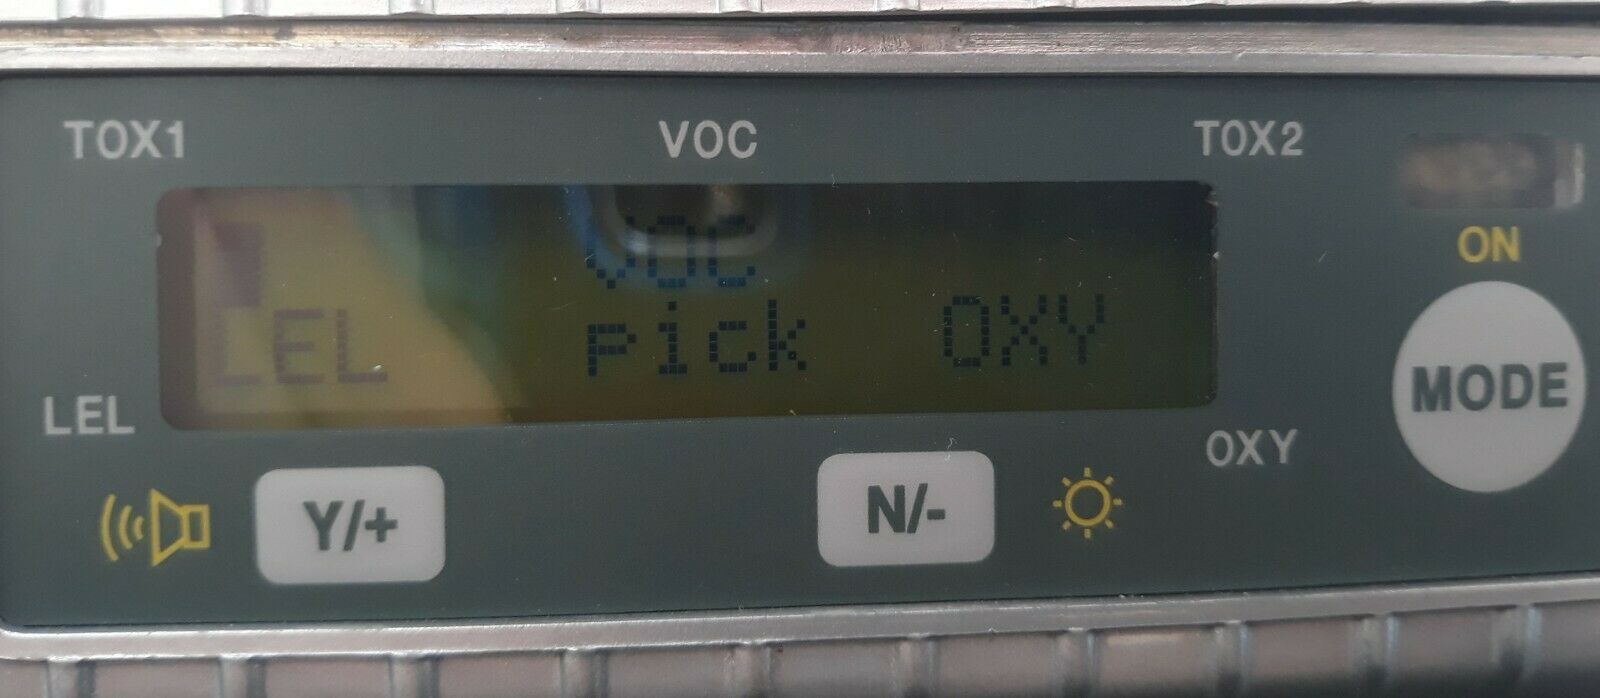 TOX1 VOC TOX2
VOC
LEL pick OXY
ON
MODE
LEL OXY
Y/+ N/-